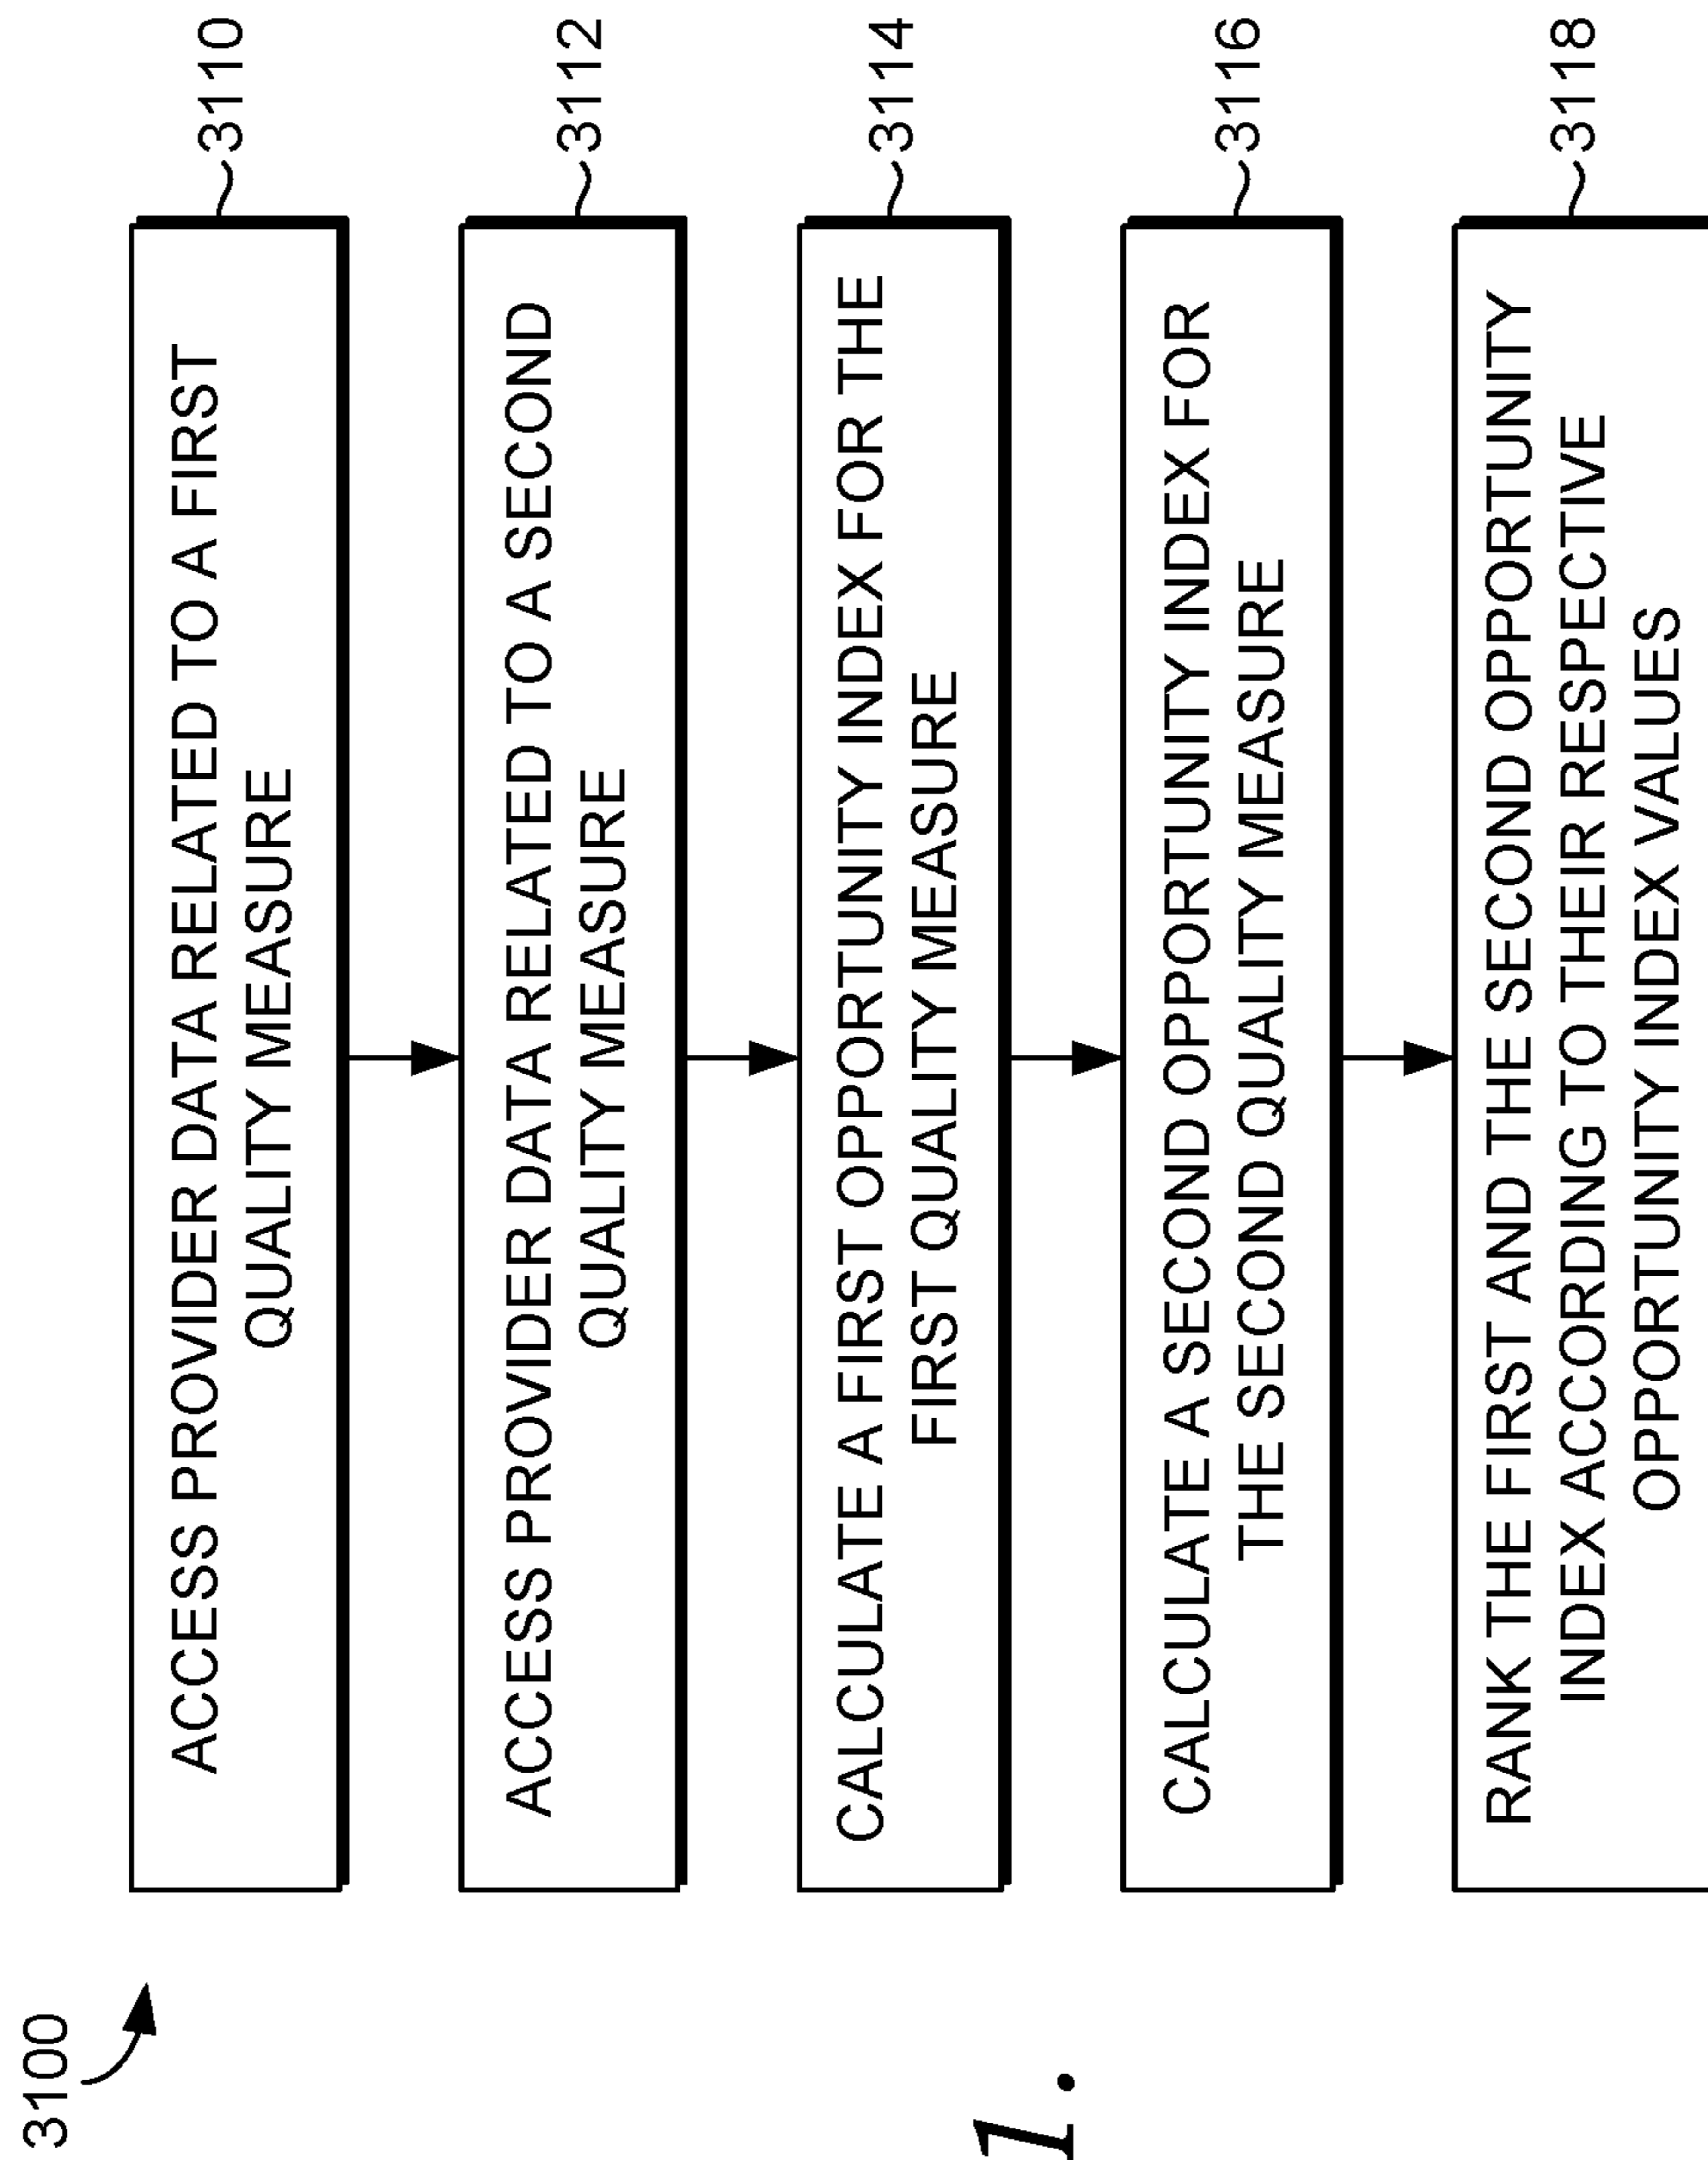 3100
ACCESS PROVIDER DATA RELATED TO A FIRST
QUALITY MEASURE
3110
ACCESS PROVIDER DATA RELATED TO A SECOND
QUALITY MEASURE
3112
CALCULATE A FIRST OPPORTUNITY INDEX FOR THE
FIRST QUALITY MEASURE
3114
CALCULATE A SECOND OPPORTUNITY INDEX FOR
THE SECOND QUALITY MEASURE
3116
RANK THE FIRST AND THE SECOND OPPORTUNITY
INDEX ACCORDING TO THEIR RESPECTIVE
OPPORTUNITY INDEX VALUES
3118
1.